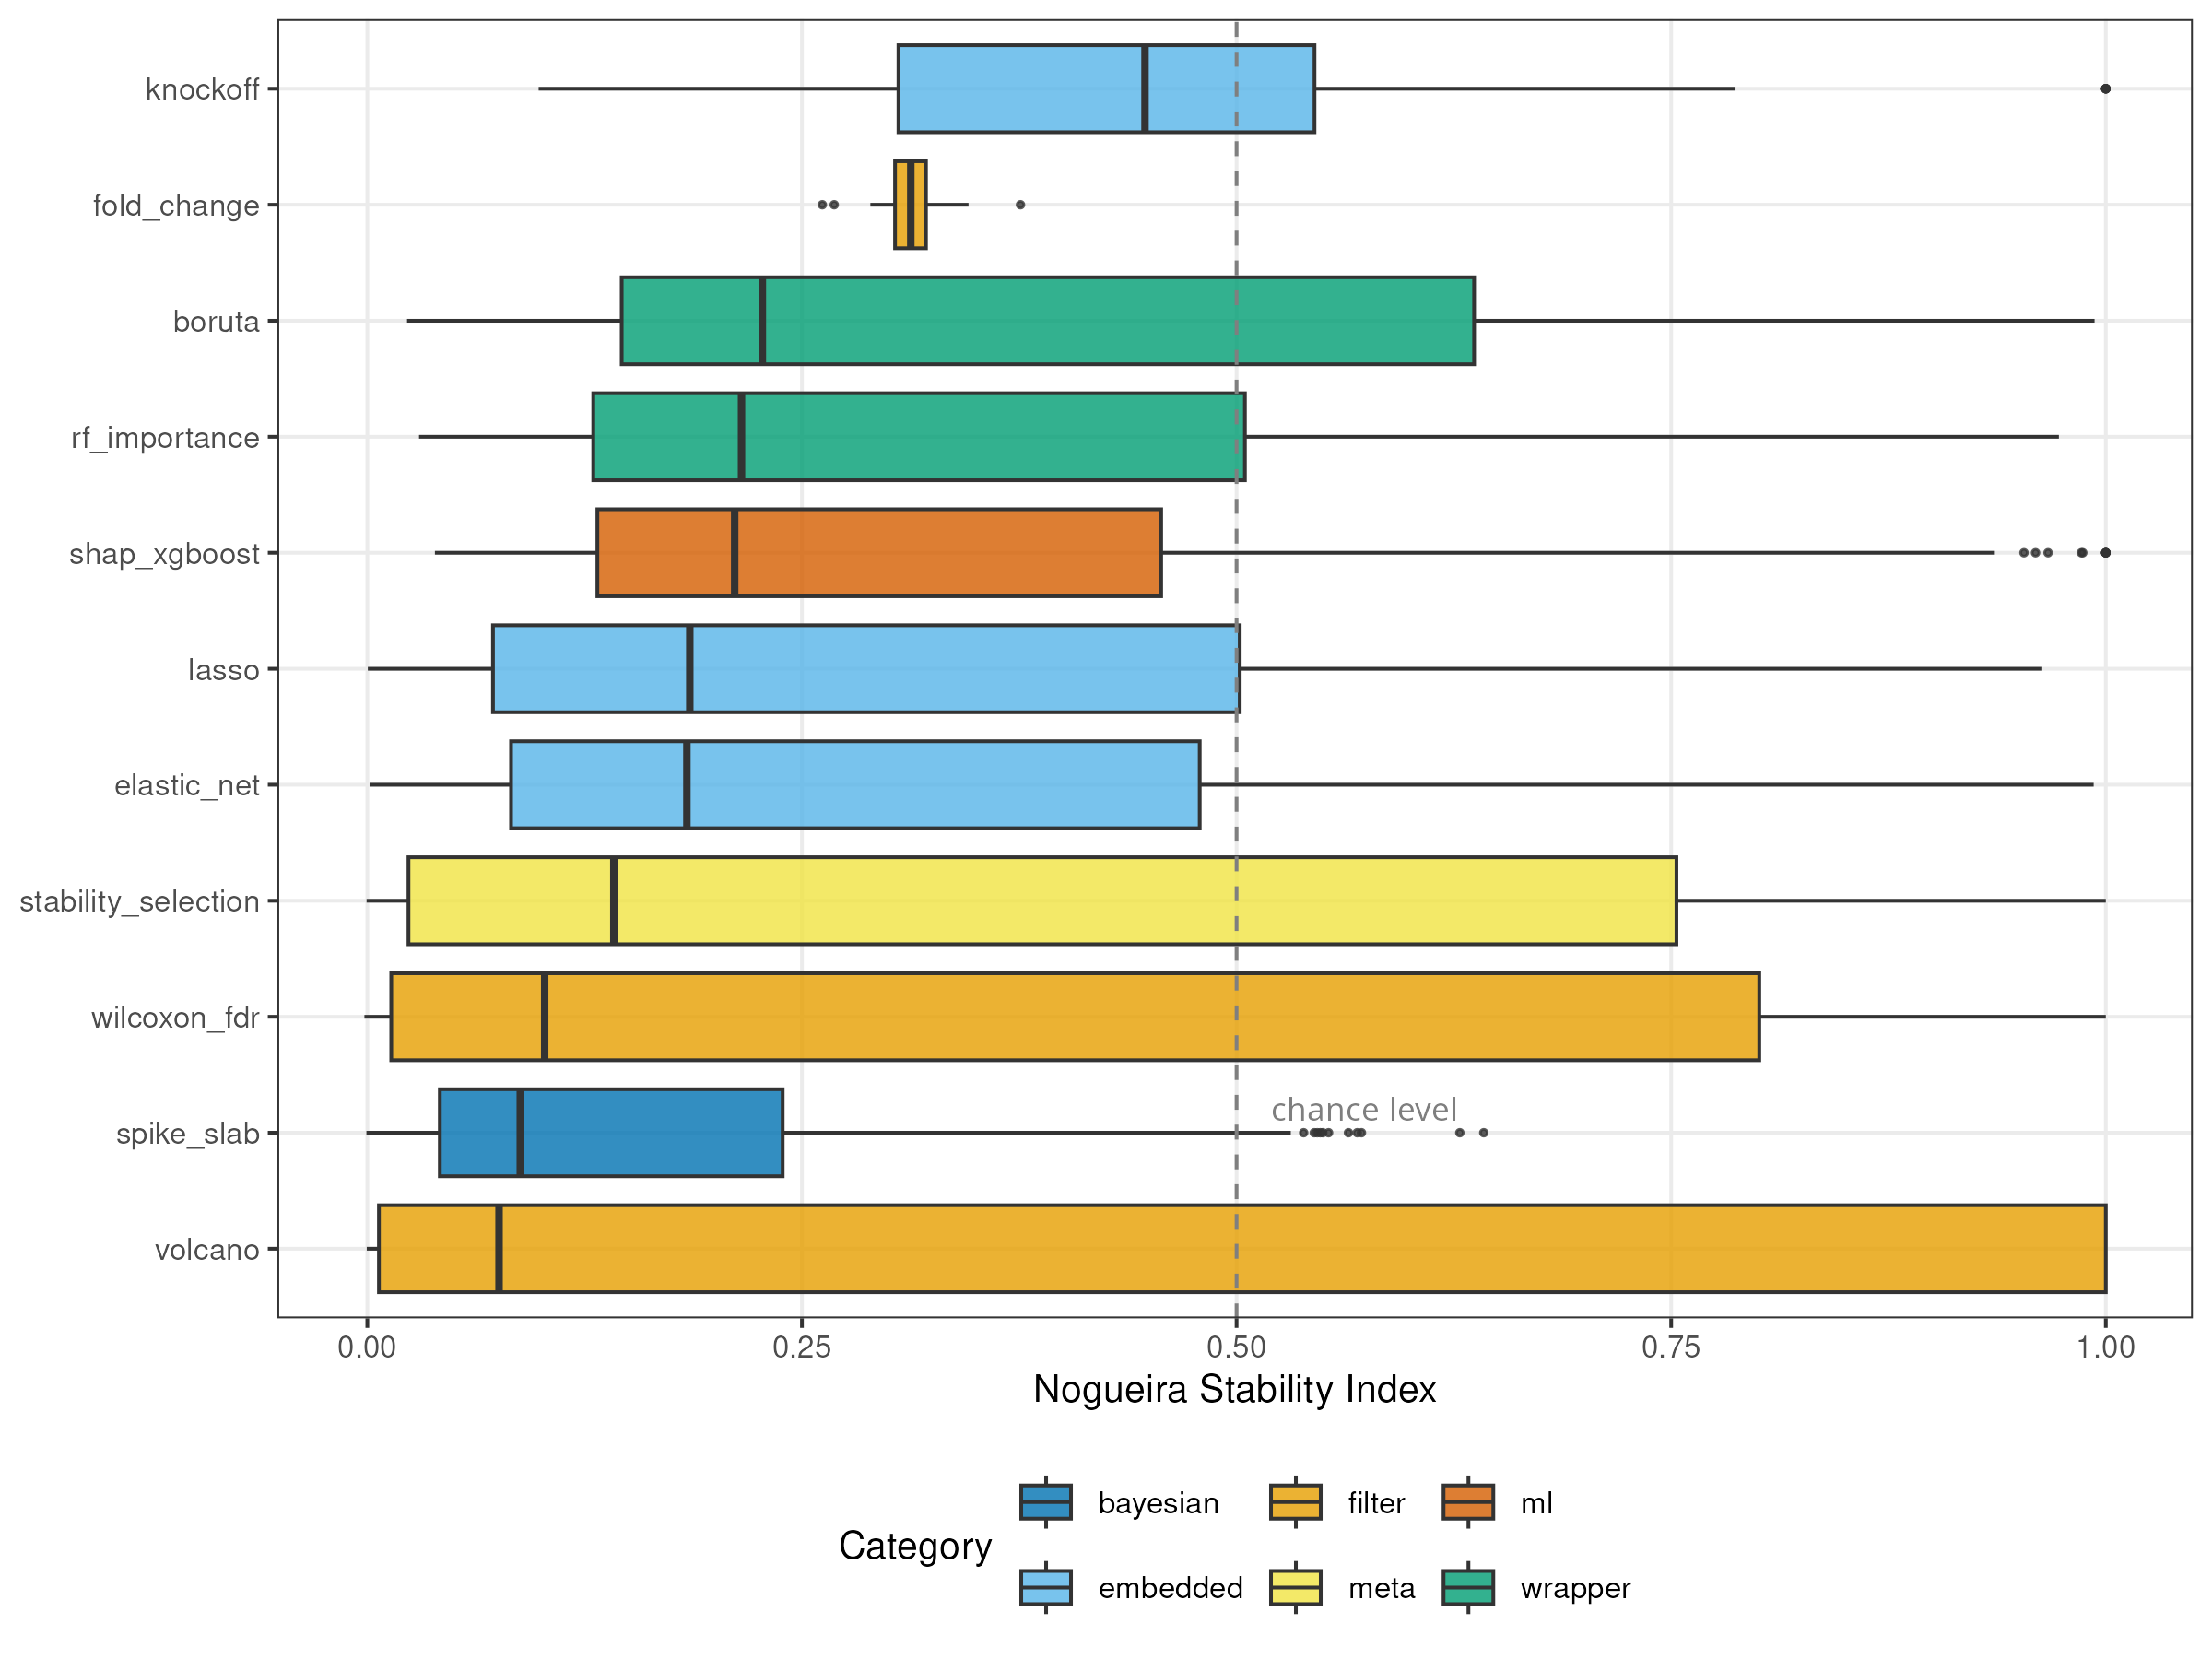 knockoff
fold_change
boruta
rf_importance
shap_xgboost
lasso
elastic_net
stability_selection
wilcoxon_fdr
spike_slab
chance level
volcano
0.00 0.25 0.50 0.75 1.00
Nogueira Stability Index
Category
bayesian filter ml
embedded meta wrapper